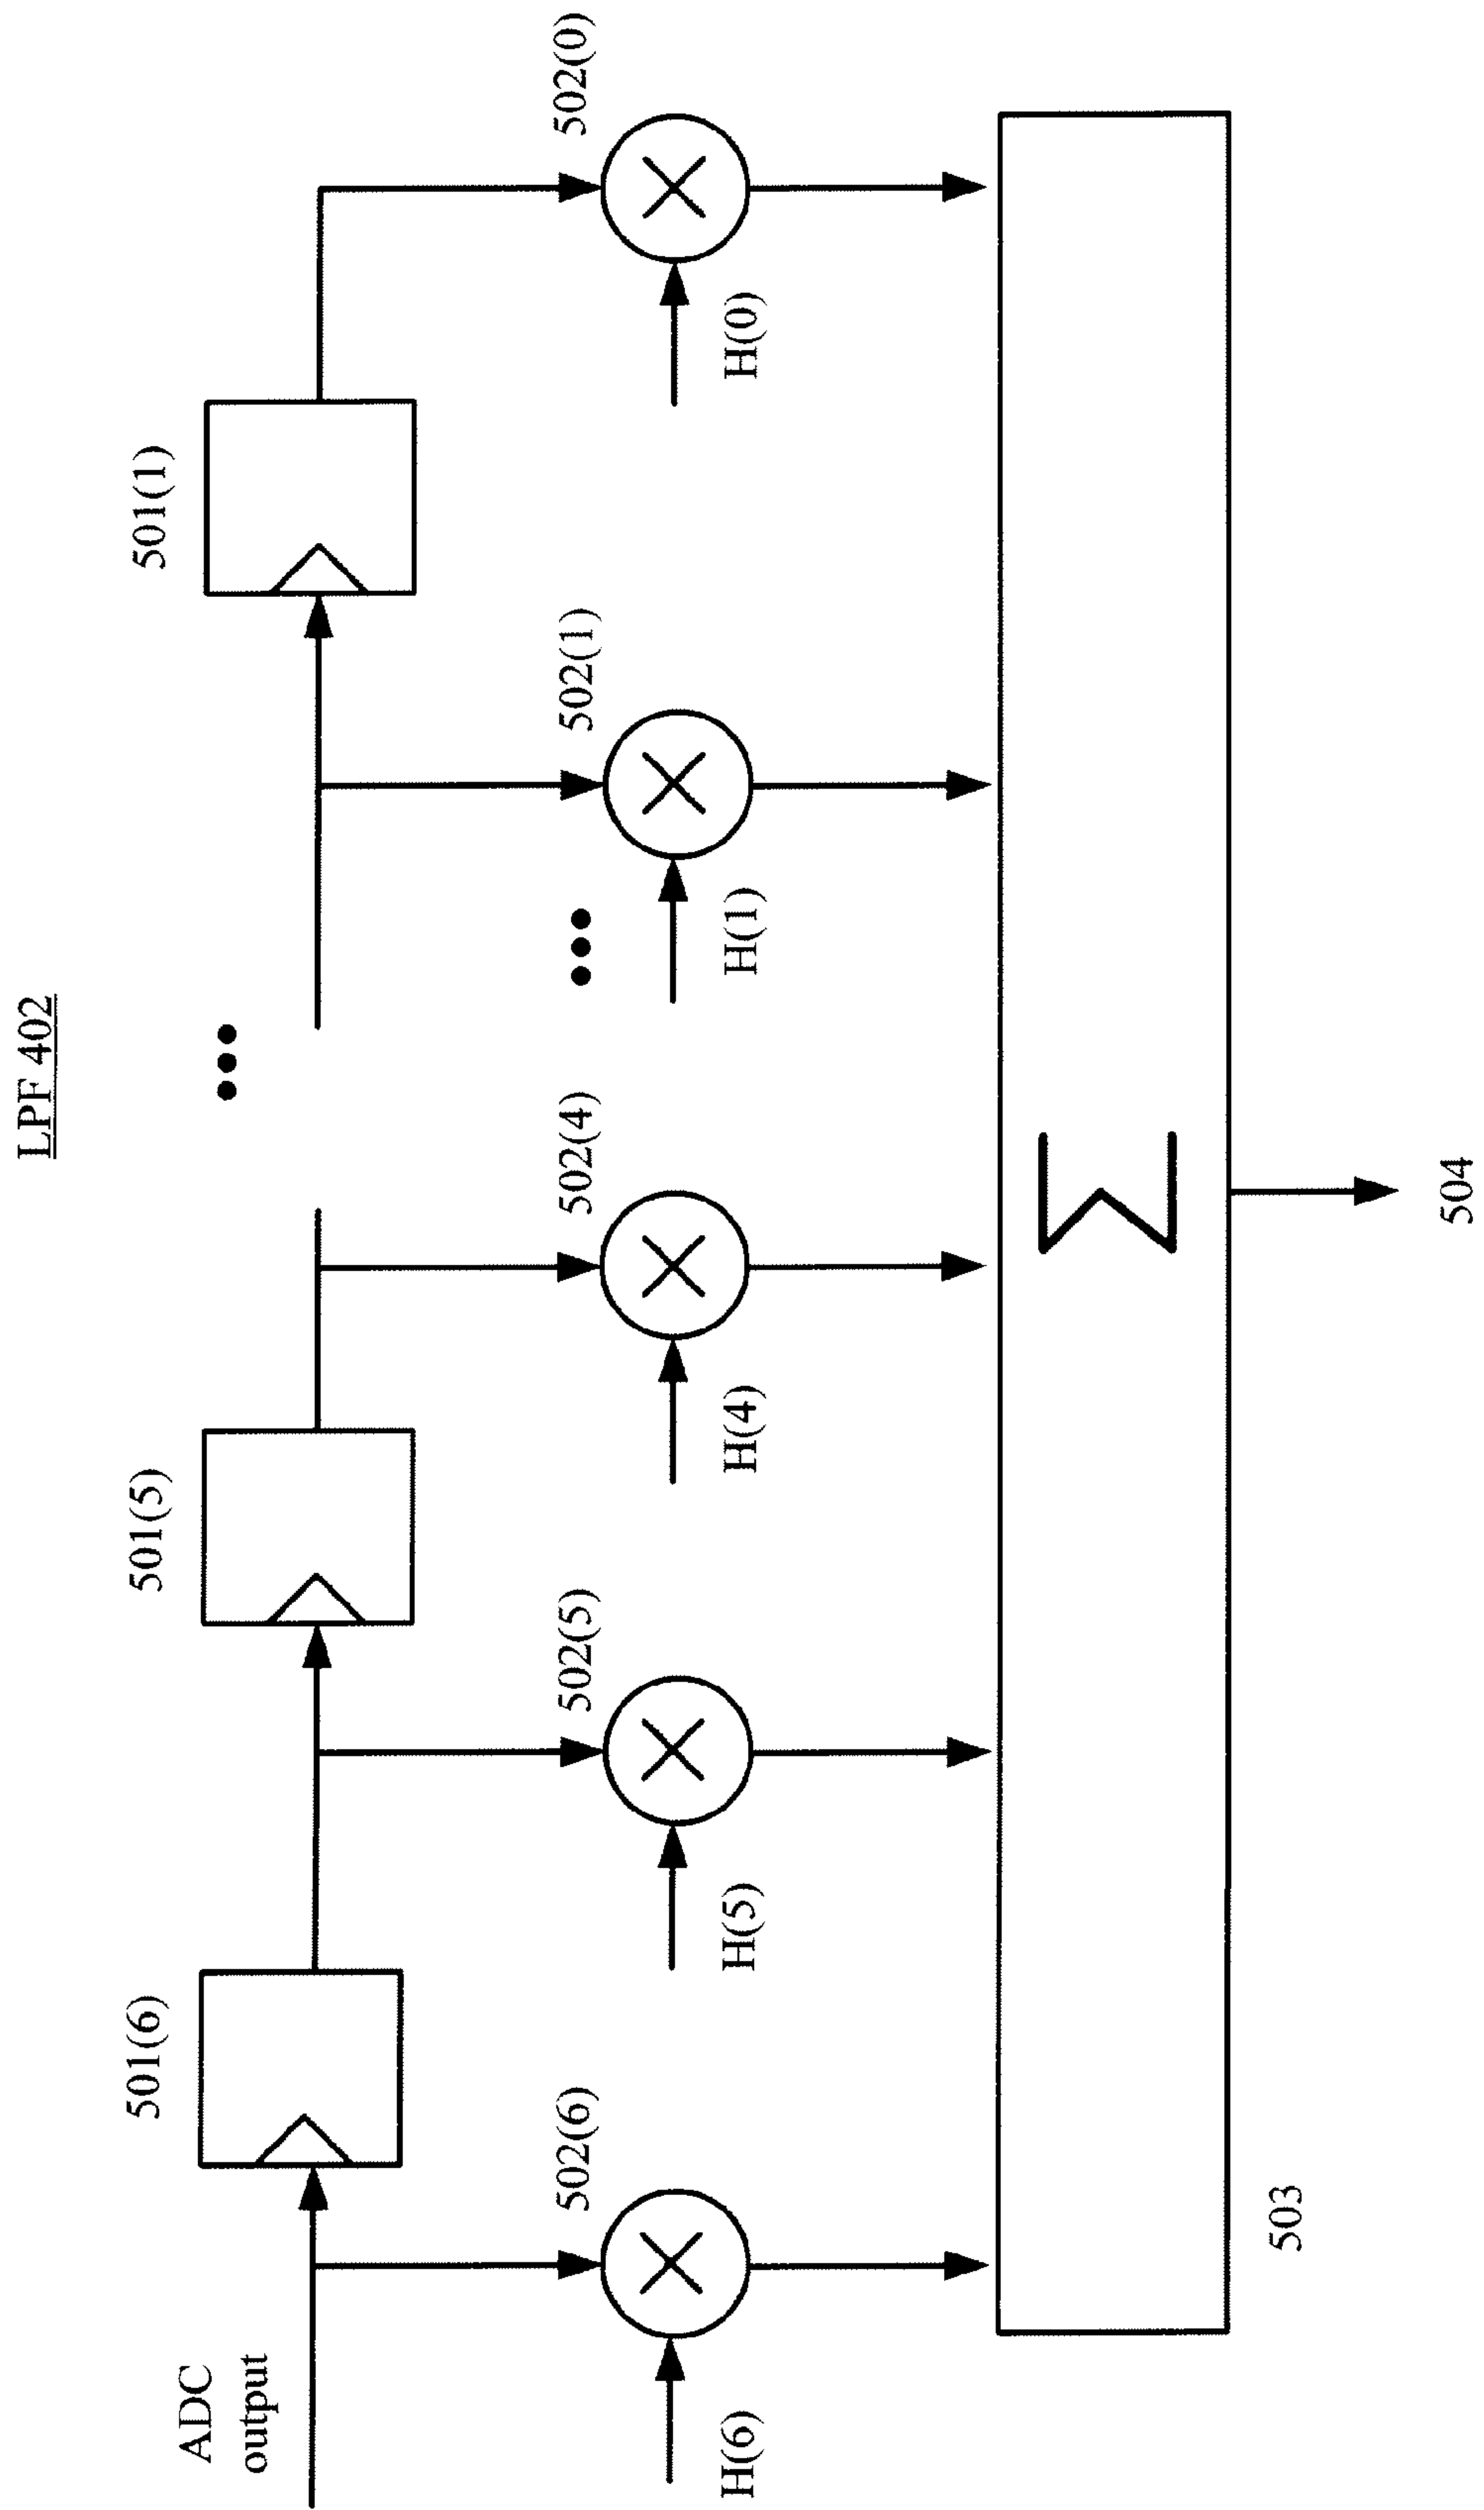 LPF 402
ADC
output
501(6)
501(5)
•••
501(1)
502(6)
502(5)
502(4)
•••
502(1)
502(0)
H(6)
H(5)
H(4)
H(1)
H(0)
Σ
503
504